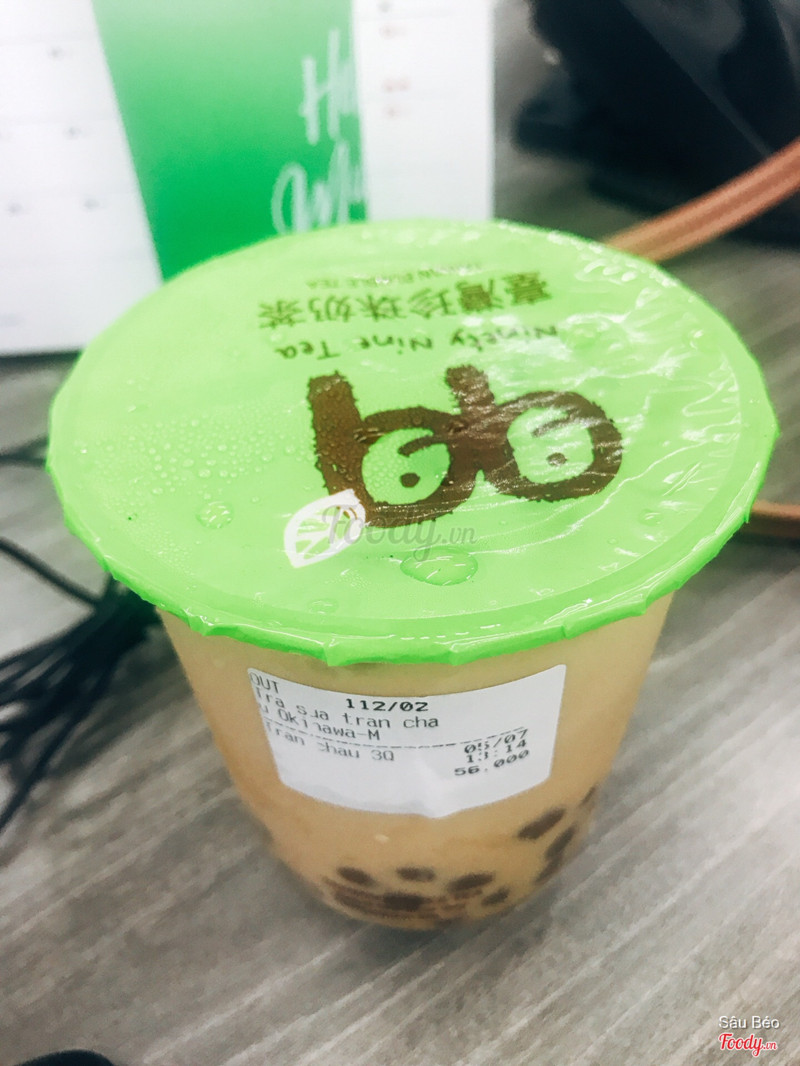 Ninety Nine Tea
臺灣珍珠奶茶
99
Foody.vn
OUT
112/02
Tra sua tran cha
u Okinawa-M
Tran chau 3Q
05/07
13:14
56.000
Sâu Béo
Foody.vn